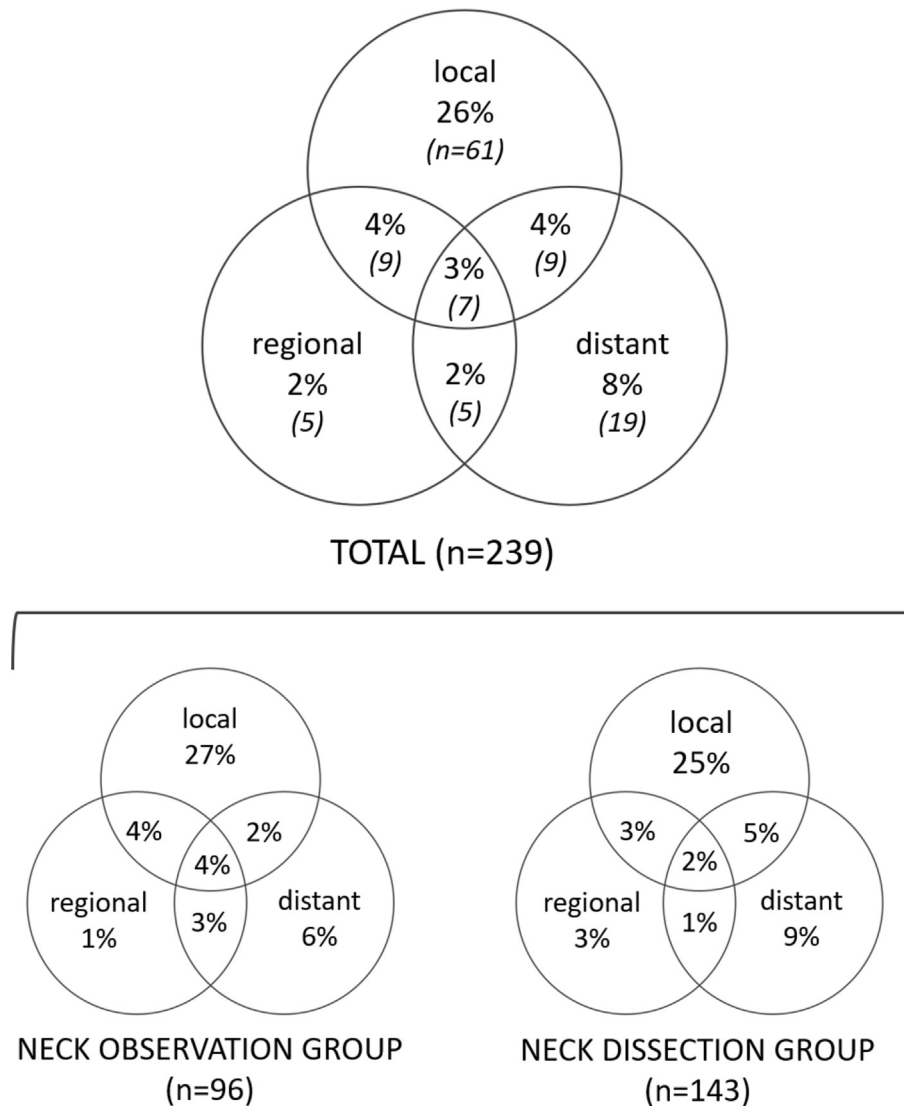 local
26%
(n=61)
4%
(9)
4%
(9)
3%
(7)
regional
2%
(5)
2%
(5)
distant
8%
(19)
TOTAL (n=239)
local
27%
4%
2%
4%
regional
1%
3%
distant
6%
NECK OBSERVATION GROUP
(n=96)
local
25%
3%
5%
2%
regional
3%
1%
distant
9%
NECK DISSECTION GROUP
(n=143)